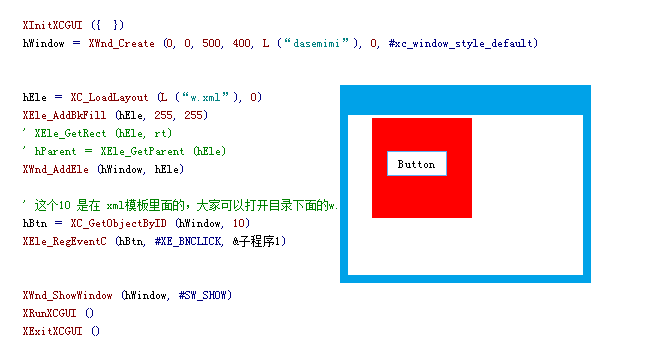 XInitXCGUI ({  })
hWindow ＝ XWnd_Create (0, 0, 500, 400, L (“dasemimi”), 0, #xc_window_style_default)
hEle ＝ XC_LoadLayout (L (“w.xml”), 0)
XEle_AddBkFill (hEle, 255, 255)
' XEle_GetRect (hEle, rt)
' hParent ＝ XEle_GetParent (hEle)
XWnd_AddEle (hWindow, hEle)
Button
' 这个10 是在 xml模板里面的，大家可以打开目录下面的w.
hBtn ＝ XC_GetObjectByID (hWindow, 10)
XEle_RegEventC (hBtn, #XE_BNCLICK, &子程序1)
XWnd_ShowWindow (hWindow, #SW_SHOW)
XRunXCGUI ()
XExitXCGUI ()